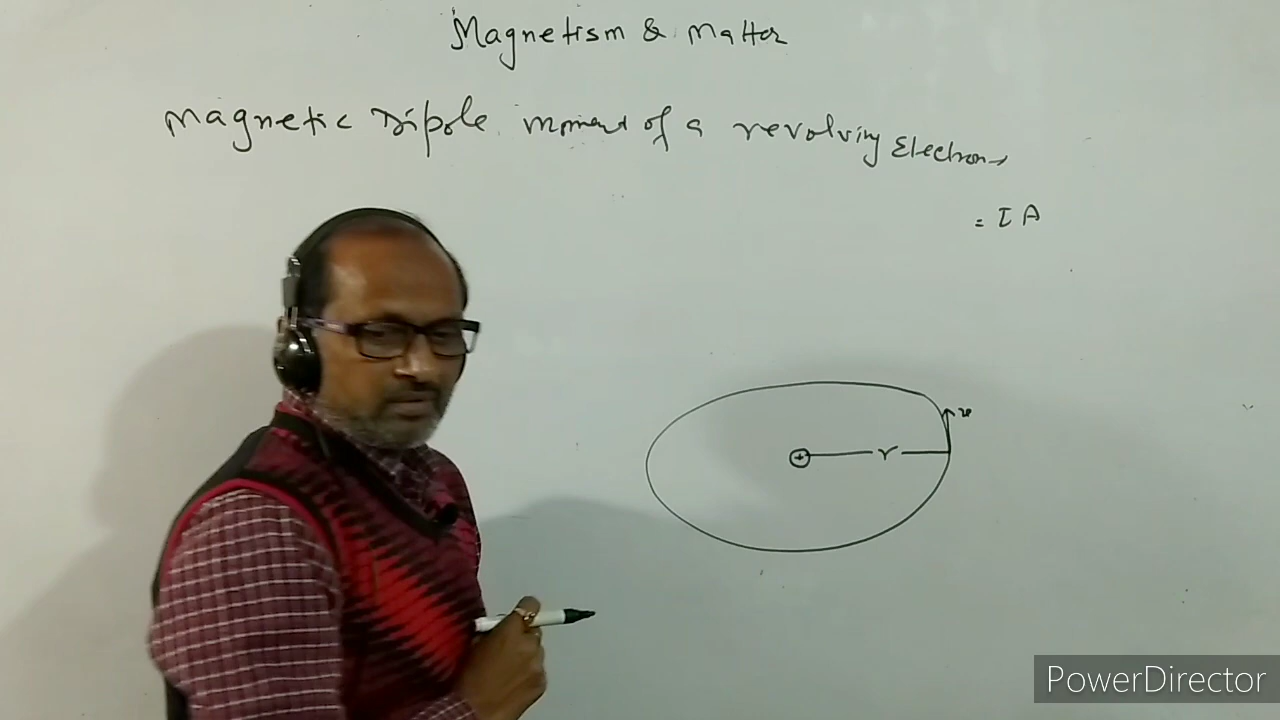 Magnetism & Matter
Magnetic Dipole moment of a revolving Electron
= I A
v
+ r
PowerDirector